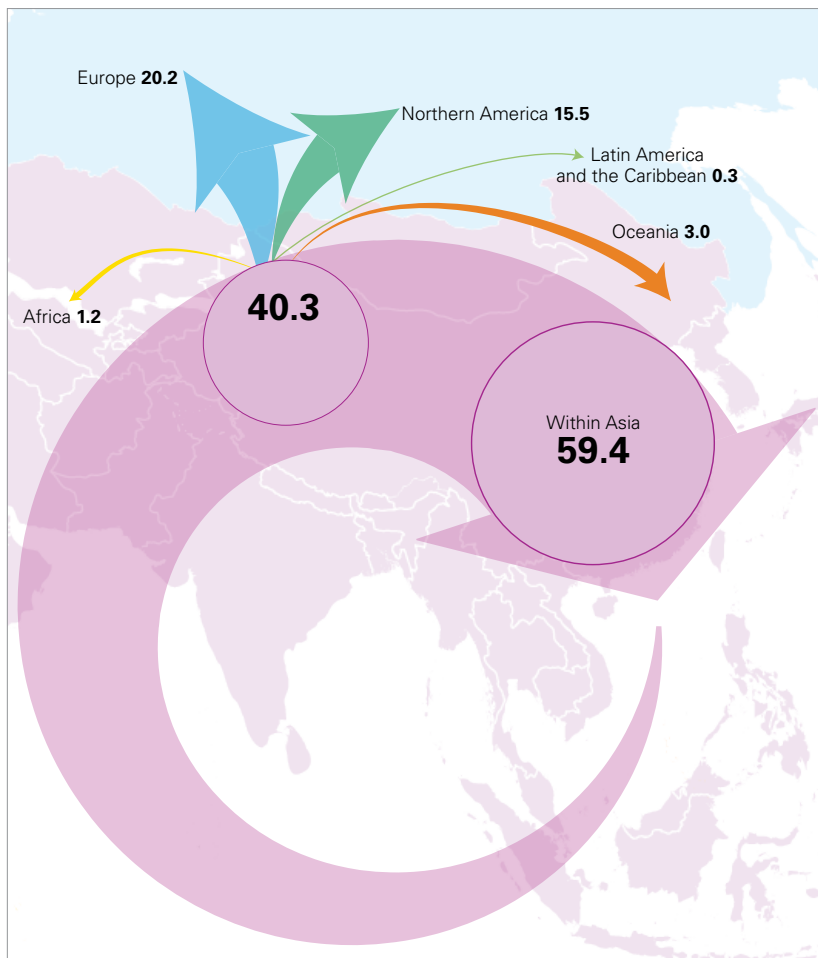 Europe 20.2
Northern America 15.5
Latin America
and the Caribbean 0.3
Oceania 3.0
Africa 1.2
40.3
Within Asia
59.4